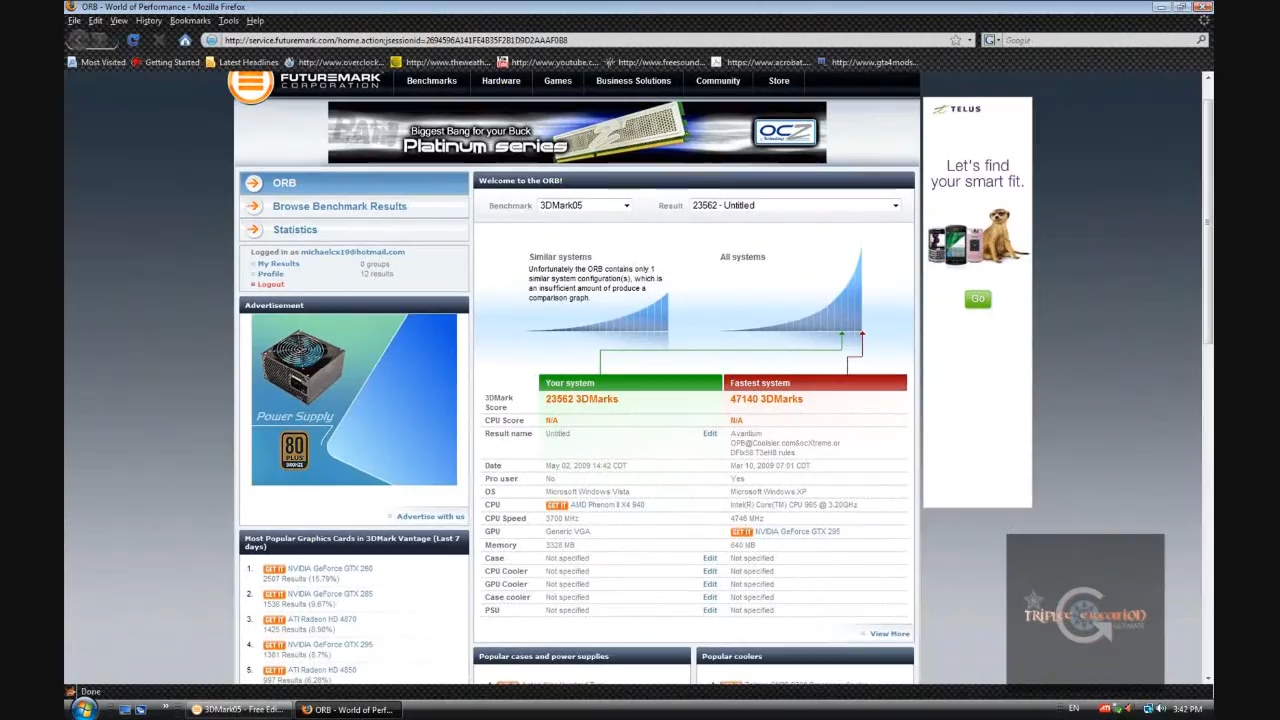 ORB - World of Performance - Mozilla Firefox
File Edit View History Bookmarks Tools Help
http://service.futuremark.com/home.action;jsessionid=2694596A141FE4B35F2B1D9D2AAAF0B8
Google
Most Visited Getting Started Latest Headlines http://www.overclock... http://www.theweath... http://www.youtube.c... http://www.freesound... https://www.acrobat... http://www.gta4mods...
FUTUREMARK
CORPORATION
Benchmarks Hardware Games Business Solutions Community Store
Biggest Bang for your Buck
Platinum series
OCZ
Technology
TELUS
Let's find
your smart fit.
Go
ORB
Browse Benchmark Results
Statistics
Logged in as michaelcx19@hotmail.com
My Results 0 groups
Profile 12 results
Logout
Advertisement
Power Supply
80
PLUS
BRONZE
Advertise with us
Most Popular Graphics Cards in 3DMark Vantage (Last 7
days)
1. GET IT NVIDIA GeForce GTX 260
2507 Results (15.79%)
2. GET IT NVIDIA GeForce GTX 285
1536 Results (9.67%)
3. GET IT ATI Radeon HD 4870
1425 Results (8.98%)
4. GET IT NVIDIA GeForce GTX 295
1381 Results (8.7%)
5. GET IT ATI Radeon HD 4850
997 Results (6.28%)
Welcome to the ORB!
Benchmark 3DMark05 Result 23562 - Untitled
Similar systems
Unfortunately the ORB contains only 1
similar system configuration(s), which is
an insufficient amount of produce a
comparison graph.
All systems
Your system Fastest system
3DMark
Score 23562 3DMarks 47140 3DMarks
CPU Score N/A N/A
Result name Untitled Edit Avantium
OPB@Coolsler.com&ocXtreme.or
DFIx58 T3eH8 rules
Date May 02, 2009 14:42 CDT Mar 10, 2009 07:01 CDT
Pro user No Yes
OS Microsoft Windows Vista Microsoft Windows XP
CPU GET IT AMD Phenom II X4 940 Intel(R) Core(TM) CPU 965 @ 3.20GHz
CPU Speed 3700 MHz 4746 MHz
GPU Generic VGA GET IT NVIDIA GeForce GTX 295
Memory 3328 MB 640 MB
Case Not specified Edit Not specified
CPU Cooler Not specified Edit Not specified
GPU Cooler Not specified Edit Not specified
Case cooler Not specified Edit Not specified
PSU Not specified Edit Not specified
View More
Popular cases and power supplies Popular coolers
Done
3DMark05 - Free Edi... ORB - World of Perf... EN 3:42 PM